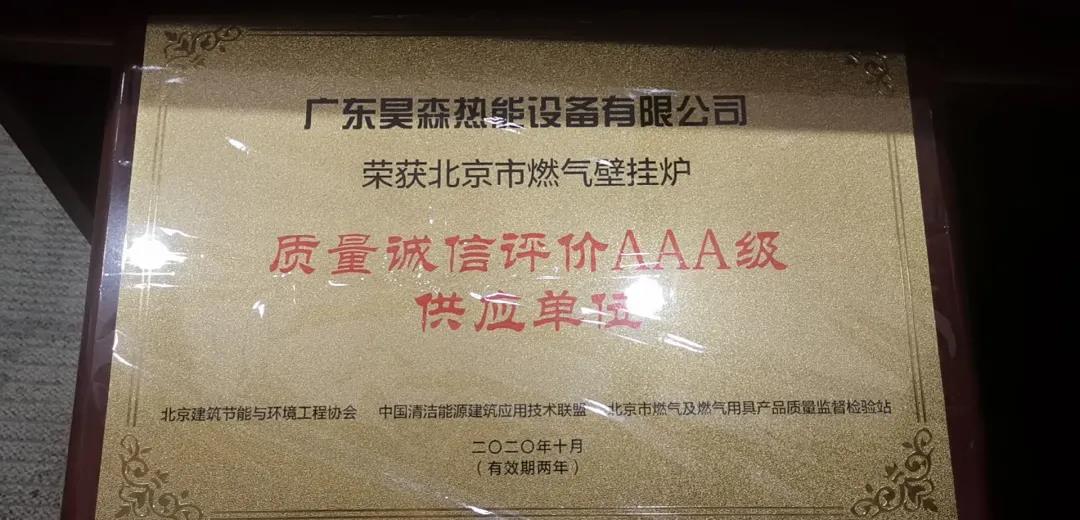 广东昊森热能设备有限公司
荣获北京市燃气壁挂炉
质量诚信评价AAA级
供应单位
北京建筑节能与环境工程协会 中国清洁能源建筑应用技术联盟 北京市燃气及燃气用具产品质量监督检验站
二〇二〇年十月
（有效期两年）